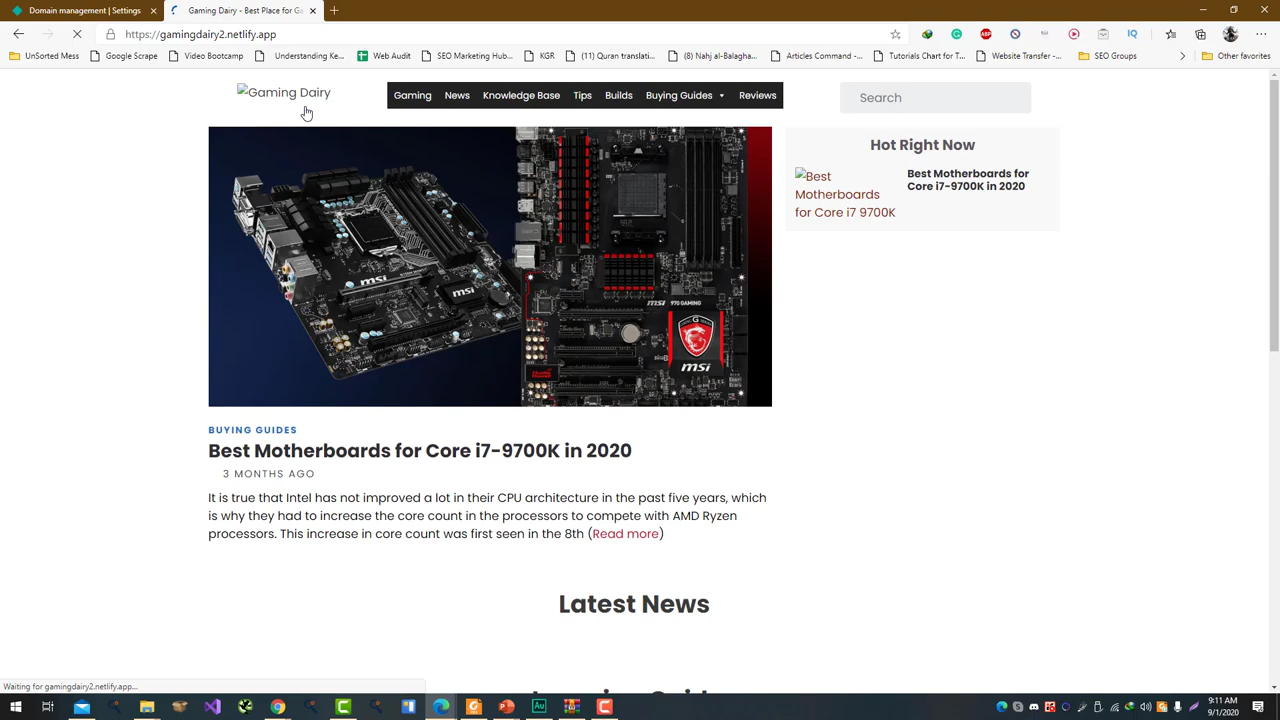 Domain management | Settings
Gaming Dairy - Best Place for Ga
https://gamingdairy2.netlify.app
UnSorted Mess
Google Scrape
Video Bootcamp
Understanding Ke...
Web Audit
SEO Marketing Hub...
KGR
(11) Quran translati...
(8) Nahj al-Balagha...
Articles Command -...
Tutorials Chart for T...
Website Transfer -...
SEO Groups
Other favorites
Gaming Dairy
Gaming
News
Knowledge Base
Tips
Builds
Buying Guides
Reviews
Search
Hot Right Now
Best
Motherboards
for Core i7 9700K
Best Motherboards for
Core i7-9700K in 2020
msi
msi 970 GAMING
msi
BUYING GUIDES
Best Motherboards for Core i7-9700K in 2020
3 MONTHS AGO
It is true that Intel has not improved a lot in their CPU architecture in the past five years, which
is why they had to increase the core count in the processors to compete with AMD Ryzen
processors. This increase in core count was first seen in the 8th (Read more)
Latest News
Waiting for gamingdairy2.netlify.app...
9:11 AM
9/1/2020